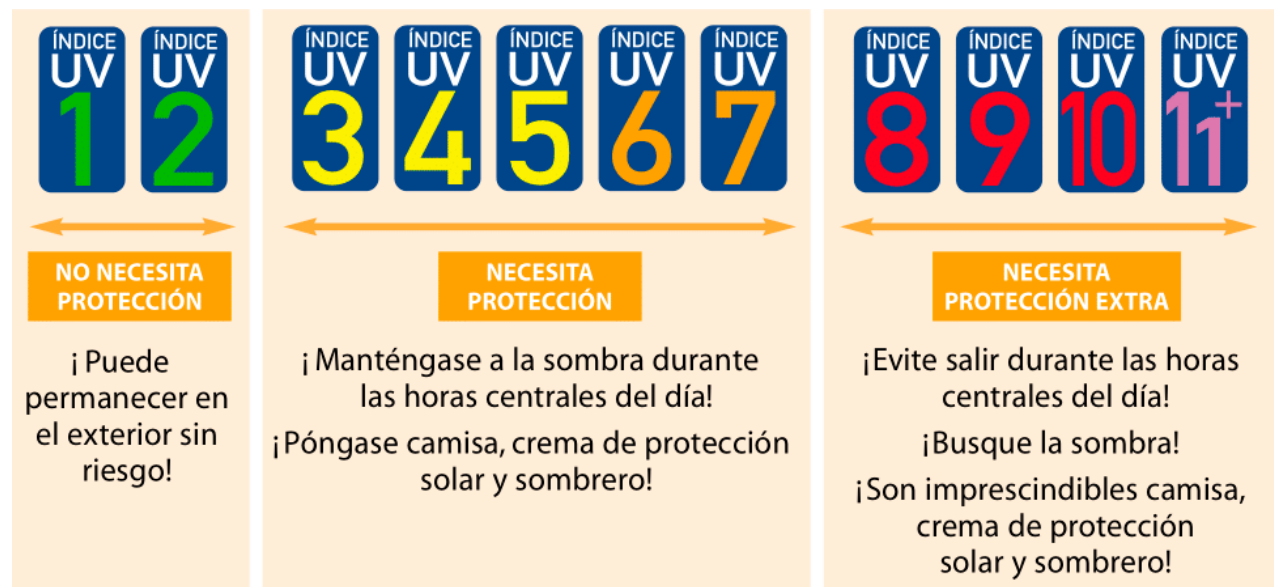 ÍNDICE
UV
1
ÍNDICE
UV
2
NO NECESITA
PROTECCIÓN
¡Puede
permanecer en
el exterior sin
riesgo!
ÍNDICE
UV
3
ÍNDICE
UV
4
ÍNDICE
UV
5
ÍNDICE
UV
6
ÍNDICE
UV
7
NECESITA
PROTECCIÓN
¡Manténgase a la sombra durante
las horas centrales del día!
¡Póngase camisa, crema de protección
solar y sombrero!
ÍNDICE
UV
8
ÍNDICE
UV
9
ÍNDICE
UV
10
ÍNDICE
UV
11+
NECESITA
PROTECCIÓN EXTRA
¡Evite salir durante las horas
centrales del día!
¡Busque la sombra!
¡Son imprescindibles camisa,
crema de protección
solar y sombrero!